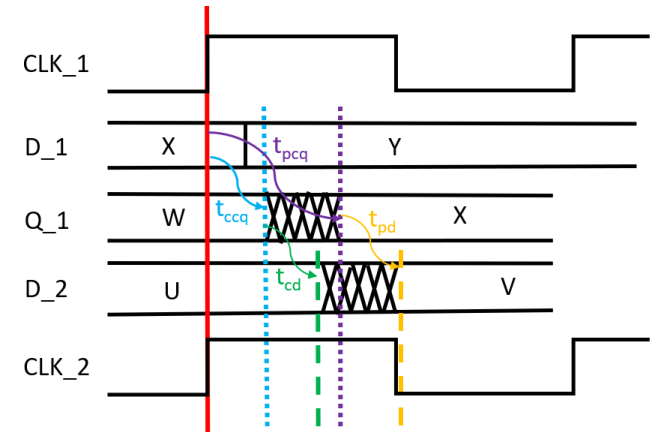 CLK_1
D_1 X t_pcq Y
Q_1 W t_ccq t_pd X
D_2 U t_cd V
CLK_2